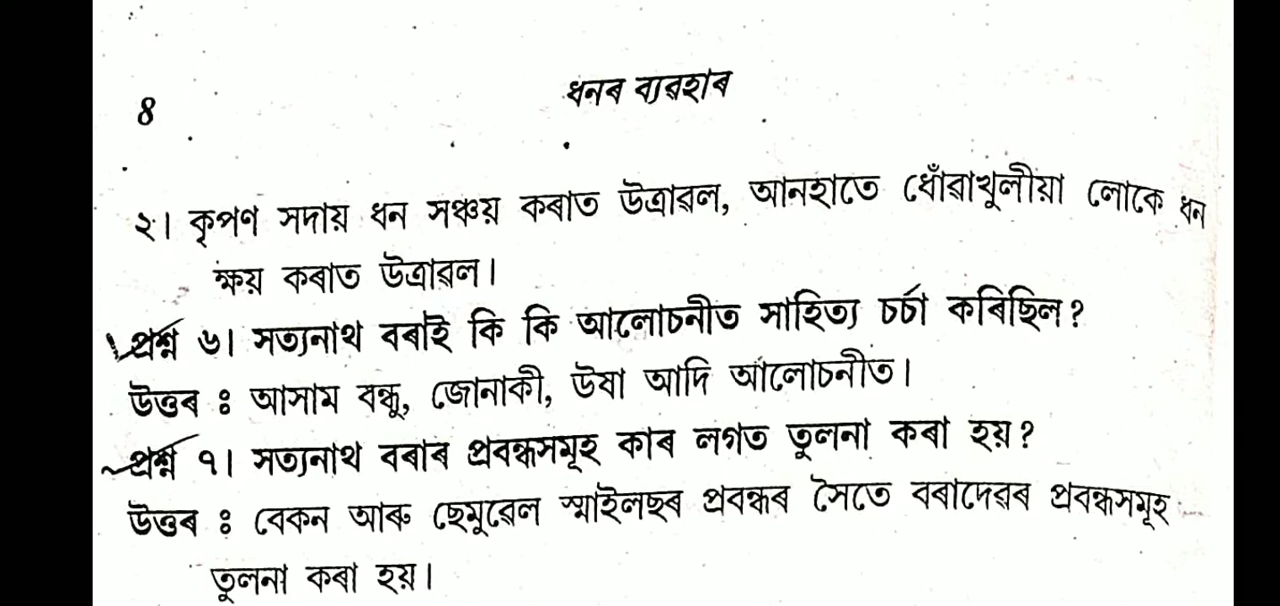 ধনৰ ব্যৱহাৰ
8
২। কৃপণ সদায় ধন সঞ্চয় কৰাত উত্ৰাৱল, আনহাতে ধোঁৱাখুলীয়া লোকে ধন
ক্ষয় কৰাত উত্ৰাৱল।
প্ৰশ্ন ৬। সত্যনাথ বৰাই কি কি আলোচনীত সাহিত্য চৰ্চা কৰিছিল?
উত্তৰ ঃ আসাম বন্ধু, জোনাকী, উষা আদি আলোচনীত।
প্ৰশ্ন ৭। সত্যনাথ বৰাৰ প্ৰবন্ধসমূহ কাৰ লগত তুলনা কৰা হয়?
উত্তৰ ঃ বেকন আৰু ছেমুৱেল স্মাইলছৰ প্ৰবন্ধৰ সৈতে বৰাদেৱৰ প্ৰবন্ধসমূহ
তুলনা কৰা হয়।